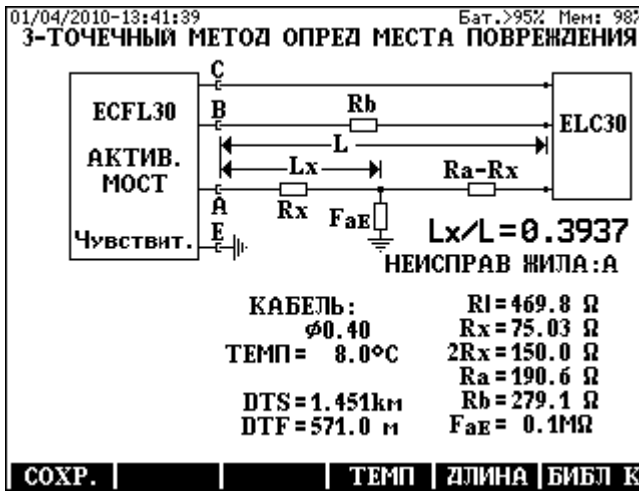 01/04/2010-13:41:39 Бат.>95% Мем: 98%
3-ТОЧЕЧНЫЙ МЕТОД ОПРЕД МЕСТА ПОВРЕЖДЕНИЯ
C
ECFL30 B Rb ELC30
L
АКТИВ. Lx Ra-Rx
МОСТ
A Rx FaE
Чувствит. E Lx/L=0.3937
НЕИСПРАВ ЖИЛА:A
КАБЕЛЬ: Rl=469.8 Ω
ø0.40 Rx=75.03 Ω
ТЕМП= 8.0°C 2Rx=150.0 Ω
Ra=190.6 Ω
DTS=1.451km Rb=279.1 Ω
DTF=571.0 м FaE= 0.1MΩ
СОХР. ТЕМП ДЛИНА БИБЛ К